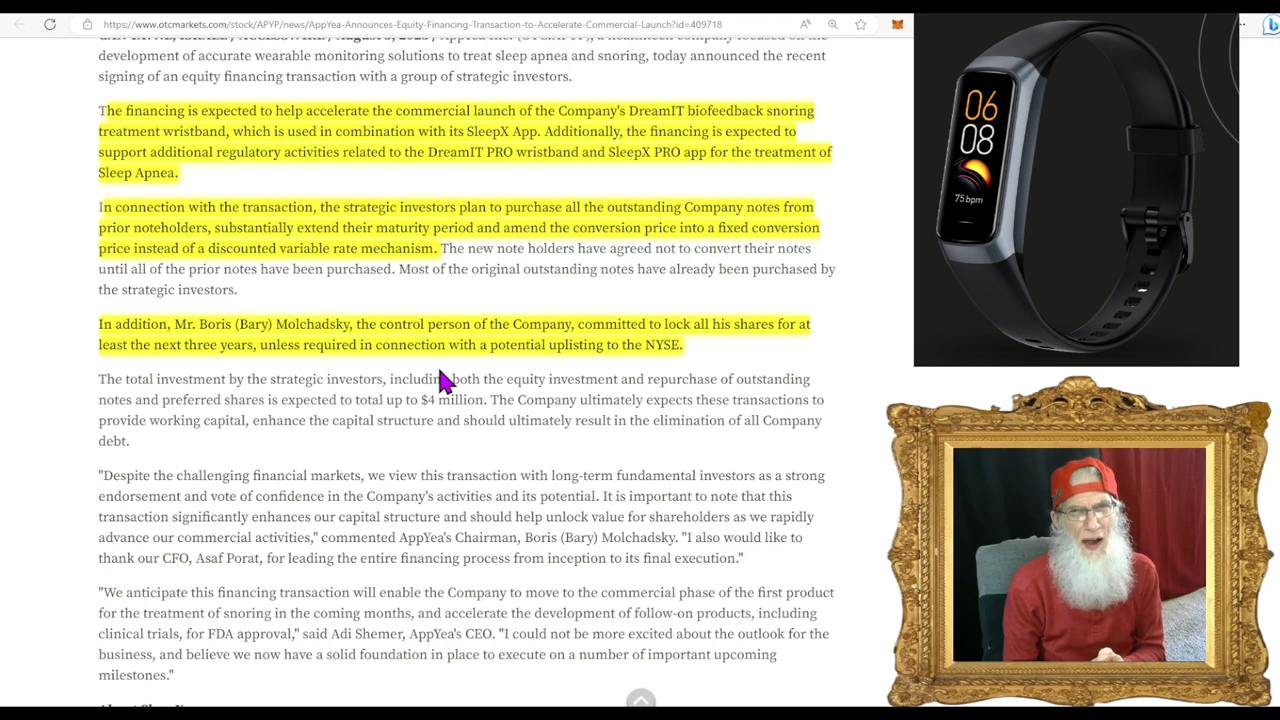 https://www.otcmarkets.com/stock/APYP/news/AppYea-Announces-Equity-Financing-Transaction-to-Accelerate-Commercial-Launch?id=409718
development of accurate wearable monitoring solutions to treat sleep apnea and snoring, today announced the recent
signing of an equity financing transaction with a group of strategic investors.
The financing is expected to help accelerate the commercial launch of the Company's DreamIT biofeedback snoring
treatment wristband, which is used in combination with its SleepX App. Additionally, the financing is expected to
support additional regulatory activities related to the DreamIT PRO wristband and SleepX PRO app for the treatment of
Sleep Apnea.
In connection with the transaction, the strategic investors plan to purchase all the outstanding Company notes from
prior noteholders, substantially extend their maturity period and amend the conversion price into a fixed conversion
price instead of a discounted variable rate mechanism. The new note holders have agreed not to convert their notes
until all of the prior notes have been purchased. Most of the original outstanding notes have already been purchased by
the strategic investors.
In addition, Mr. Boris (Bary) Molchadsky, the control person of the Company, committed to lock all his shares for at
least the next three years, unless required in connection with a potential uplisting to the NYSE.
The total investment by the strategic investors, including both the equity investment and repurchase of outstanding
notes and preferred shares is expected to total up to $4 million. The Company ultimately expects these transactions to
provide working capital, enhance the capital structure and should ultimately result in the elimination of all Company
debt.
"Despite the challenging financial markets, we view this transaction with long-term fundamental investors as a strong
endorsement and vote of confidence in the Company's activities and its potential. It is important to note that this
transaction significantly enhances our capital structure and should help unlock value for shareholders as we rapidly
advance our commercial activities," commented AppYea's Chairman, Boris (Bary) Molchadsky. "I also would like to
thank our CFO, Asaf Porat, for leading the entire financing process from inception to its final execution."
"We anticipate this financing transaction will enable the Company to move to the commercial phase of the first product
for the treatment of snoring in the coming months, and accelerate the development of follow-on products, including
clinical trials, for FDA approval," said Adi Shemer, AppYea's CEO. "I could not be more excited about the outlook for the
business, and believe we now have a solid foundation in place to execute on a number of important upcoming
milestones."
06
08
75 bpm